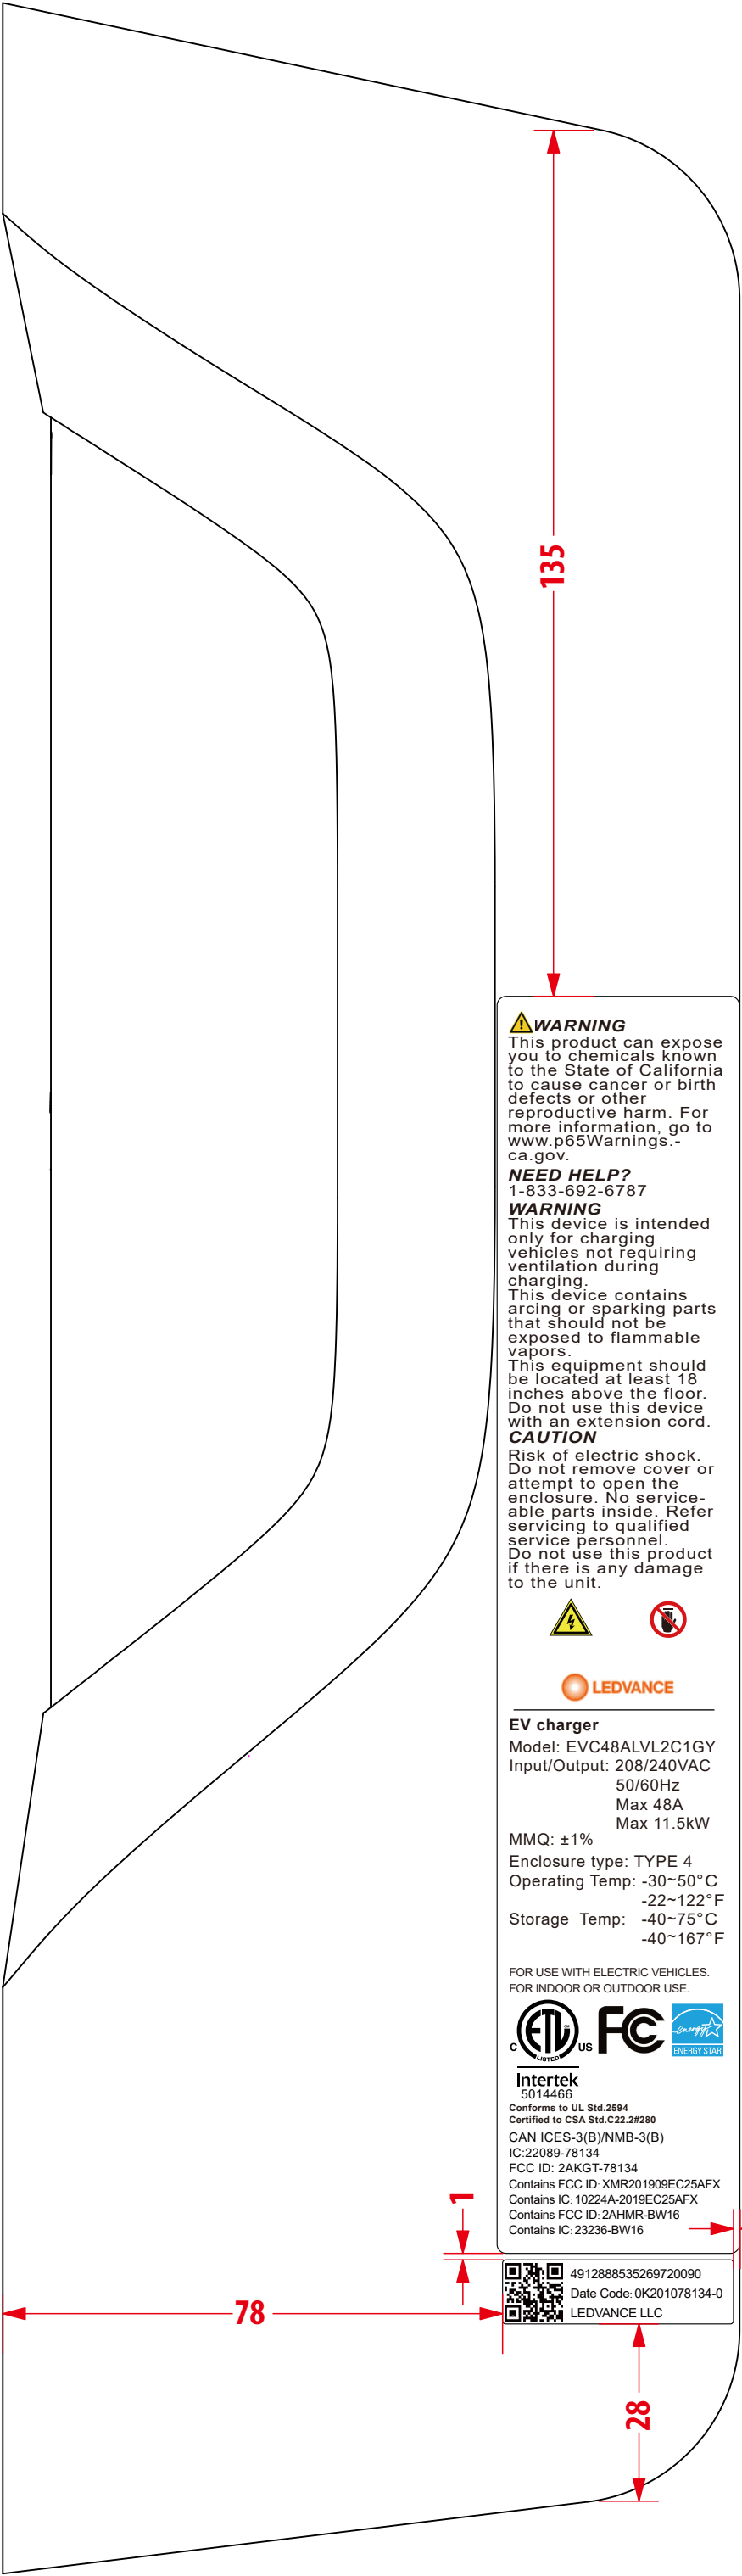 135
WARNING
This product can expose
you to chemicals known
to the State of California
to cause cancer or birth
defects or other
reproductive harm. For
more information, go to
www.p65Warnings.-
ca.gov.
NEED HELP?
1-833-692-6787
WARNING
This device is intended
only for charging
vehicles not requiring
ventilation during
charging.
This device contains
arcing or sparking parts
that should not be
exposed to flammable
vapors.
This equipment should
be located at least 18
inches above the floor.
Do not use this device
with an extension cord.
CAUTION
Risk of electric shock.
Do not remove cover or
attempt to open the
enclosure. No service-
able parts inside. Refer
servicing to qualified
service personnel.
Do not use this product
if there is any damage
to the unit.
LEDVANCE
EV charger
Model: EVC48ALVL2C1GY
Input/Output: 208/240VAC
50/60Hz
Max 48A
Max 11.5kW
MMQ: ±1%
Enclosure type: TYPE 4
Operating Temp: -30~50°C
-22~122°F
Storage Temp: -40~75°C
-40~167°F
FOR USE WITH ELECTRIC VEHICLES.
FOR INDOOR OR OUTDOOR USE.
C ETL US FC energy
LISTED ENERGY STAR
Intertek
5014466
Conforms to UL Std.2594
Certified to CSA Std.C22.2#280
CAN ICES-3(B)/NMB-3(B)
IC:22089-78134
FCC ID: 2AKGT-78134
Contains FCC ID: XMR201909EC25AFX
Contains IC: 10224A-2019EC25AFX
Contains FCC ID: 2AHMR-BW16
Contains IC: 23236-BW16
1
4912888535269720090
Date Code: 0K201078134-0
LEDVANCE LLC
78
28